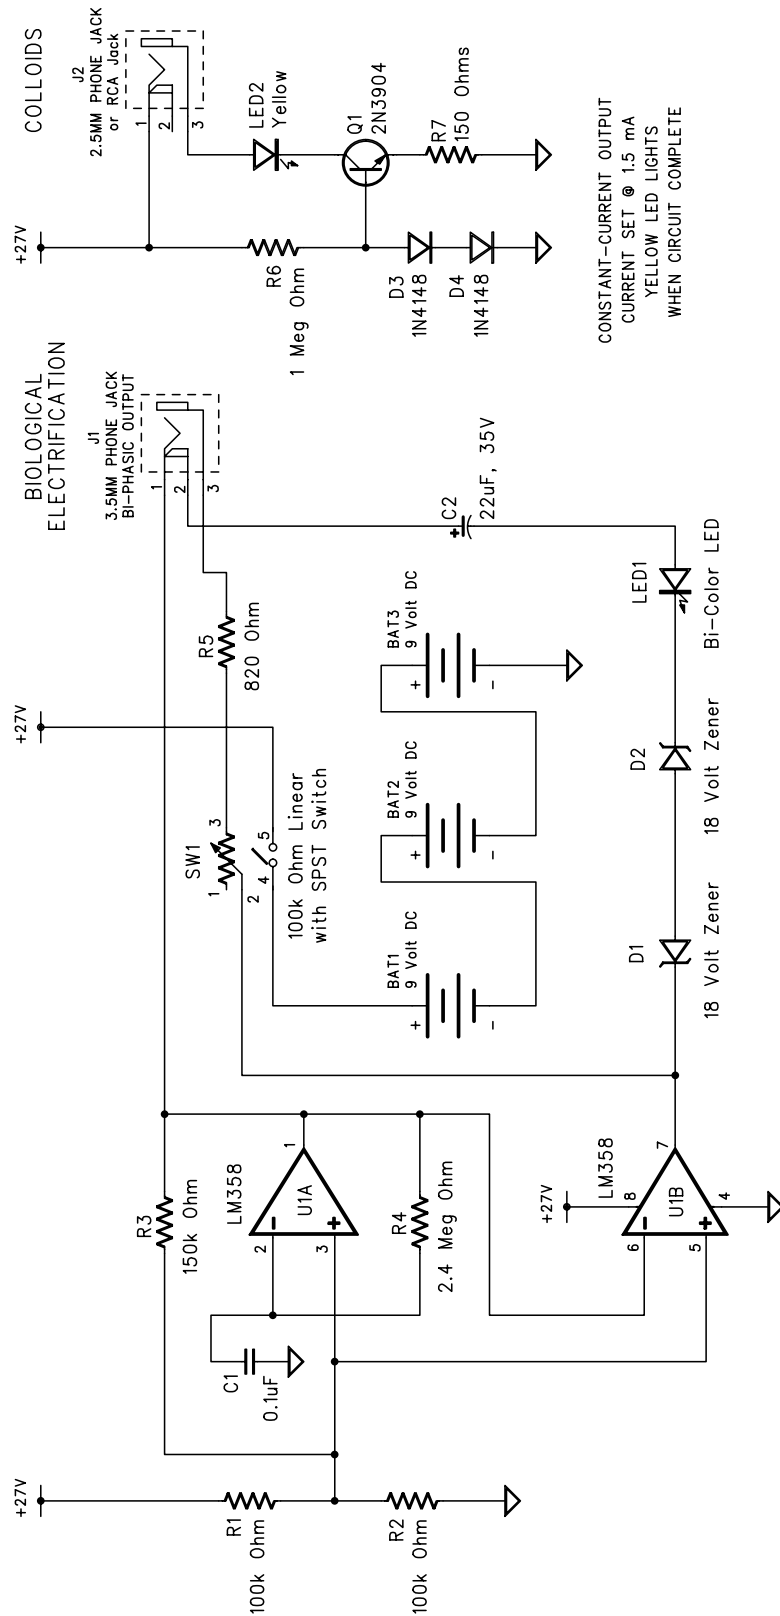 BIOLOGICAL
ELECTRIFICATION
COLLOIDS
+27V
R1
100k Ohm
R2
100k Ohm
R3
150k Ohm
C1
0.1uF
2
3
1
LM358
U1A
R4
2.4 Meg Ohm
+27V
6
5
8
7
4
LM358
U1B
SW1
1
3
2
4
5
100k Ohm Linear
with SPST Switch
+27V
R5
820 Ohm
J1
3.5MM PHONE JACK
BI-PHASIC OUTPUT
1
2
3
BAT1
9 Volt DC
+
-
BAT2
9 Volt DC
+
-
BAT3
9 Volt DC
+
-
C2
22uF, 35V
+
D1
18 Volt Zener
D2
18 Volt Zener
LED1
Bi-Color LED
+27V
J2
2.5MM PHONE JACK
or RCA Jack
1
2
3
LED2
Yellow
R6
1 Meg Ohm
Q1
2N3904
R7
150 Ohms
D3
1N4148
D4
1N4148
CONSTANT-CURRENT OUTPUT
CURRENT SET @ 1.5 mA
YELLOW LED LIGHTS
WHEN CIRCUIT COMPLETE